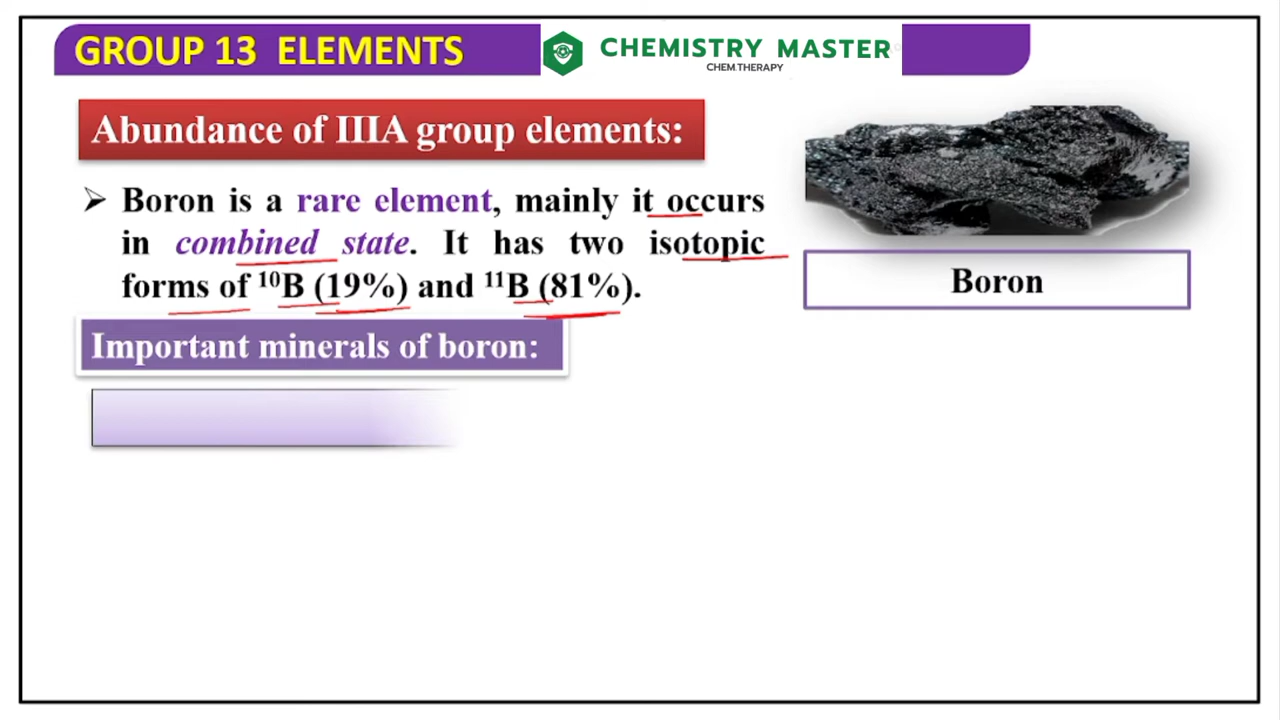 GROUP 13 ELEMENTS
CHEMISTRY MASTER
CHEM.THERAPY
Abundance of IIIA group elements:
➢ Boron is a rare element, mainly it occurs
in combined state. It has two isotopic
forms of ¹⁰B (19%) and ¹¹B (81%).
Boron
Important minerals of boron: